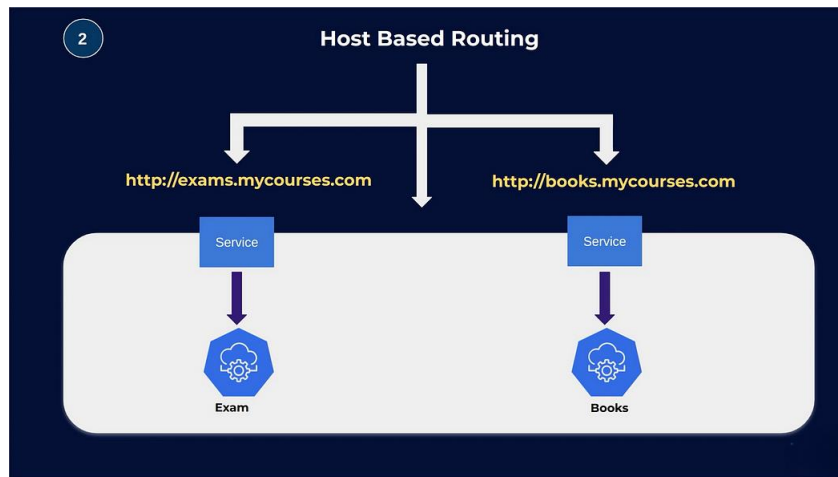 2
Host Based Routing
http://exams.mycourses.com
http://books.mycourses.com
Service
Service
Exam
Books